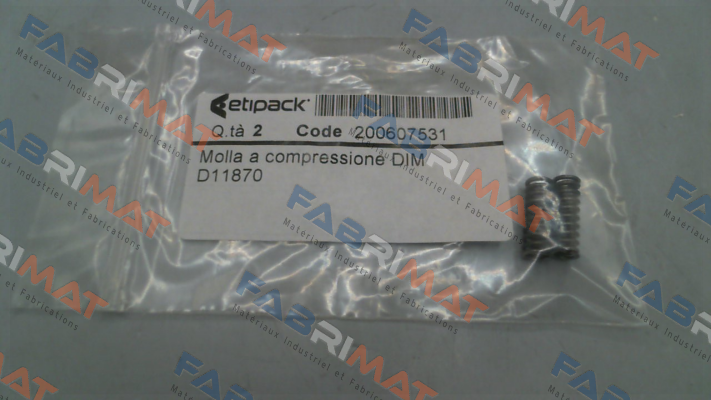 etipack
Q.tà 2 Code 200607531
Molla a compressione DIM
D11870
FABRIMAT
Materiaux Industriel et Fabrications